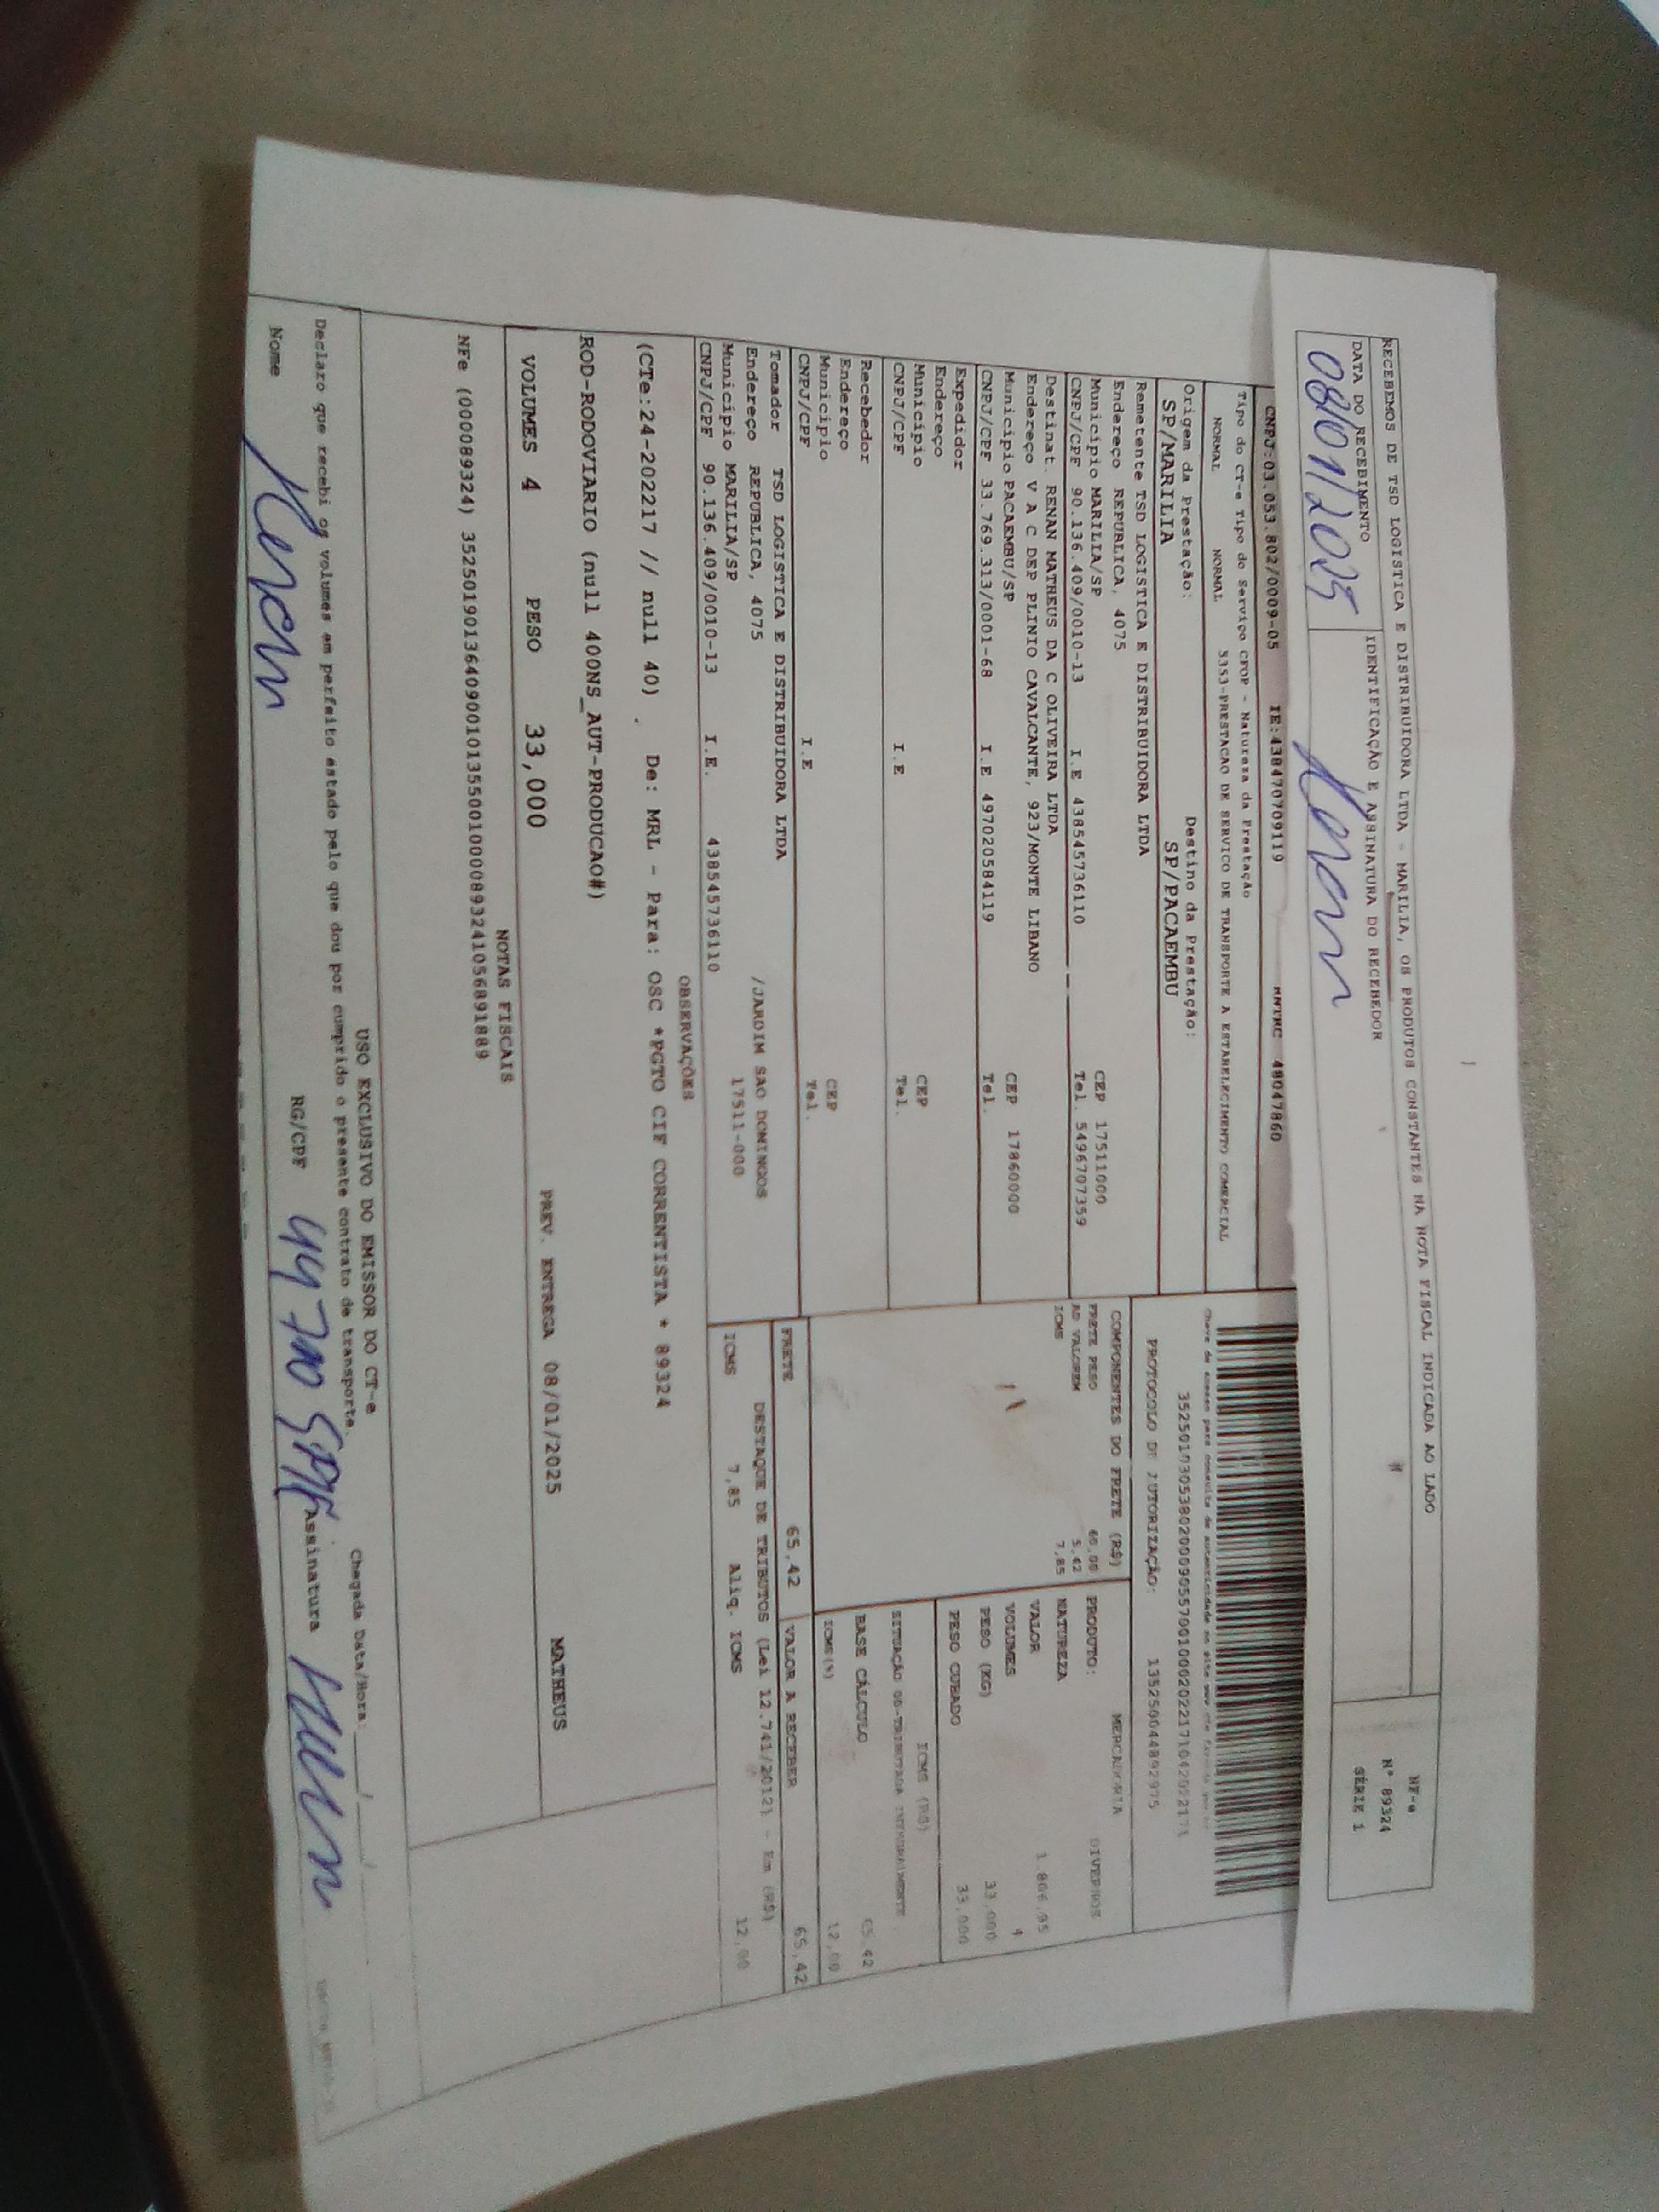 RECEBEMOS DE TSD LOGISTICA E DISTRIBUIDORA LTDA - MARILIA, OS PRODUTOS CONSTANTES NA NOTA FISCAL INDICADA AO LADO
DATA DO RECEBIMENTO
IDENTIFICAÇÃO E ASSINATURA DO RECEBEDOR
08/01/2025
Renan
NF-e
Nº 89324
SÉRIE 1
CNPJ:03.053.802/0009-05 IE:438470709119 RNTRC 48047860
Tipo do CT-e Tipo do Serviço CFOP - Natureza da Prestação
NORMAL NORMAL 5353-PRESTACAO DE SERVICO DE TRANSPORTE A ESTABELECIMENTO COMERCIAL
Origem da Prestação: Destino da Prestação:
SP/MARILIA SP/PACAEMBU
PROTOCOLO DE AUTORIZAÇÃO: 135250044892975
Remetente TSD LOGISTICA E DISTRIBUIDORA LTDA
Endereço REPUBLICA, 4075
Município MARILIA/SP CEP 17511000
CNPJ/CPF 90.136.409/0010-13 I.E 438545736110 Tel. 5496707359
Destinat. RENAN MATHEUS DA C OLIVEIRA LTDA
Endereço V A C DEP PLINIO CAVALCANTE, 923/MONTE LIBANO
Município PACAEMBU/SP CEP 17860000
CNPJ/CPF 33.769.313/0001-68 I.E 497020584119 Tel.
Expedidor
Endereço
Município CEP
CNPJ/CPF I.E Tel.
Recebedor
Endereço
Município CEP
CNPJ/CPF I.E Tel.
Tomador TSD LOGISTICA E DISTRIBUIDORA LTDA
Endereço REPUBLICA, 4075 /JARDIM SAO DOMINGOS
Município MARILIA/SP 17511-000
CNPJ/CPF 90.136.409/0010-13 I.E. 438545736110
COMPONENTES DO FRETE (R$)
FRETE PESO 60,00
AD VALOREM 5,42
ICMS 7,85
MERCADORIA
PRODUTO: DIVERSOS
NATUREZA
VALOR
VOLUMES 4
PESO (KG) 33,000
PESO CUBADO 33,000
ICMS (R$)
SITUAÇÃO 00-TRIBUTADA INTEGRALMENTE
BASE CÁLCULO 65,42
ICMS(%) 12,00
FRETE 65,42 VALOR A RECEBER 65,42
DESTAQUE DE TRIBUTOS (Lei 12.741/2012) - Em (R$)
ICMS 7,85 Aliq. ICMS 12,00
OBSERVAÇÕES
(CTe:24-202217 // null 40) . De: MRL - Para: OSC *PGTO CIF CORRENTISTA * 89324
ROD-RODOVIARIO (null 400NS_AUT-PRODUCAO#)
VOLUMES 4 PESO 33,000 PREV. ENTREGA 08/01/2025 MATHEUS
NOTAS FISCAIS
NFe (000089324) 35250190136409001013550010000893241056891889
USO EXCLUSIVO DO EMISSOR DO CT-e
Declaro que recebi os volumes em perfeito estado pelo que dou por cumprido o presente contrato de transporte.
Chegada Data/Hora: / /
Nome Renan RG/CPF Assinatura